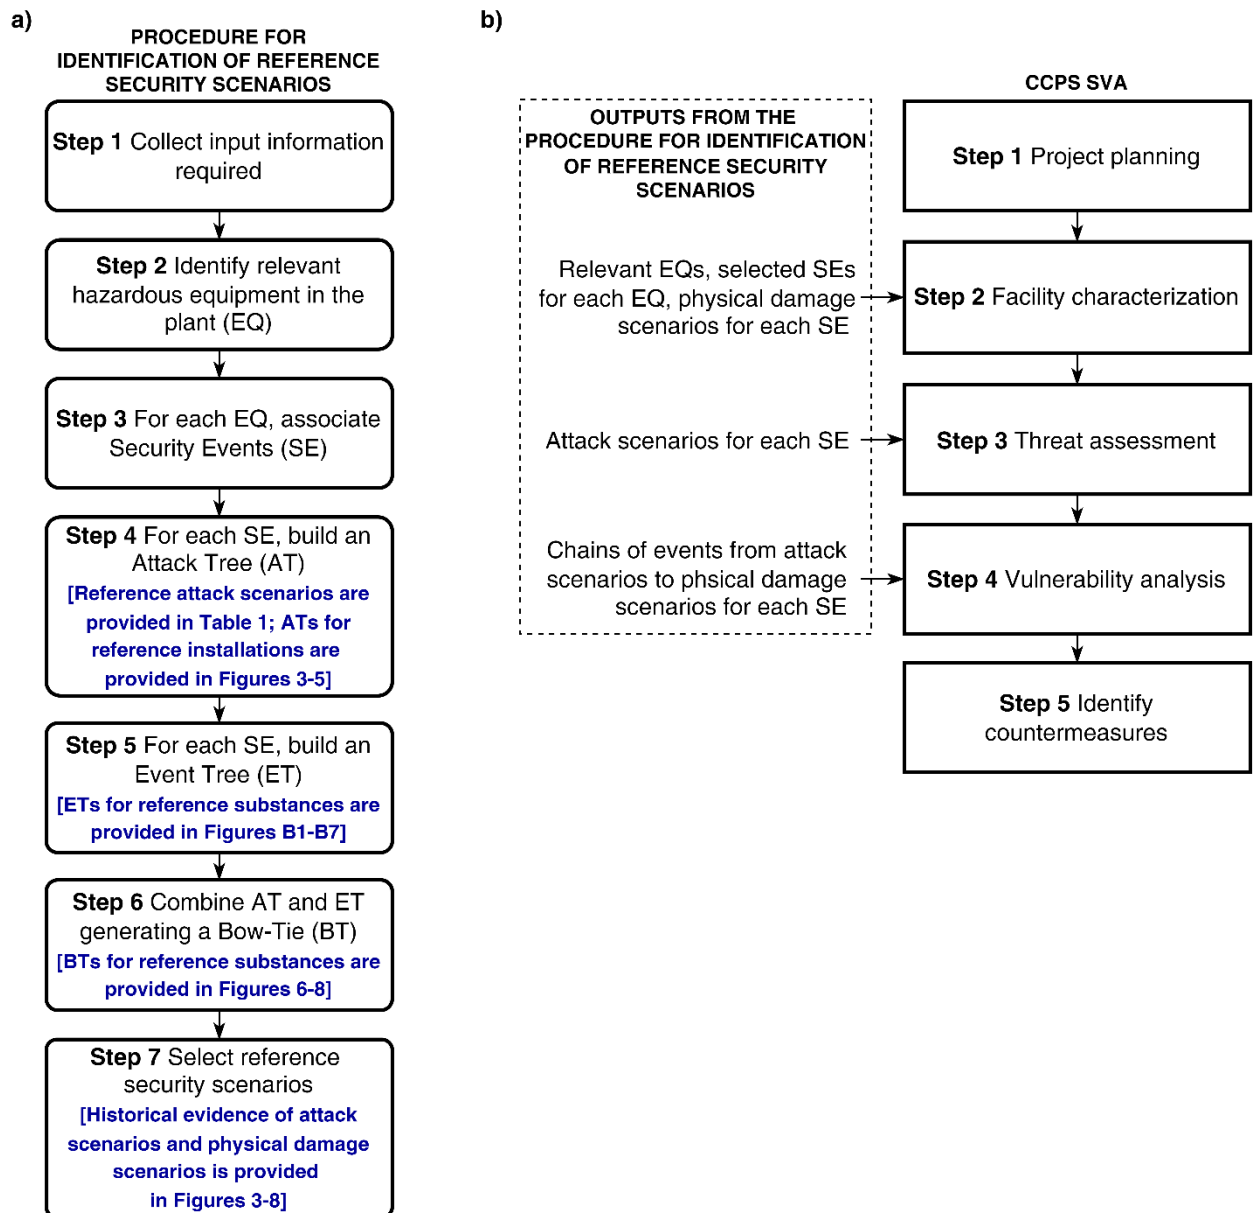 a)
PROCEDURE FOR
IDENTIFICATION OF REFERENCE
SECURITY SCENARIOS
Step 1 Collect input information
required
Step 2 Identify relevant
hazardous equipment in the
plant (EQ)
Step 3 For each EQ, associate
Security Events (SE)
Step 4 For each SE, build an
Attack Tree (AT)
[Reference attack scenarios are
provided in Table 1; ATs for
reference installations are
provided in Figures 3-5]
Step 5 For each SE, build an
Event Tree (ET)
[ETs for reference substances are
provided in Figures B1-B7]
Step 6 Combine AT and ET
generating a Bow-Tie (BT)
[BTs for reference substances are
provided in Figures 6-8]
Step 7 Select reference
security scenarios
[Historical evidence of attack
scenarios and physical damage
scenarios is provided
in Figures 3-8]
b)
OUTPUTS FROM THE
PROCEDURE FOR IDENTIFICATION
OF REFERENCE SECURITY
SCENARIOS
Relevant EQs, selected SEs
for each EQ, physical damage
scenarios for each SE
Attack scenarios for each SE
Chains of events from attack
scenarios to phsical damage
scenarios for each SE
CCPS SVA
Step 1 Project planning
Step 2 Facility characterization
Step 3 Threat assessment
Step 4 Vulnerability analysis
Step 5 Identify
countermeasures